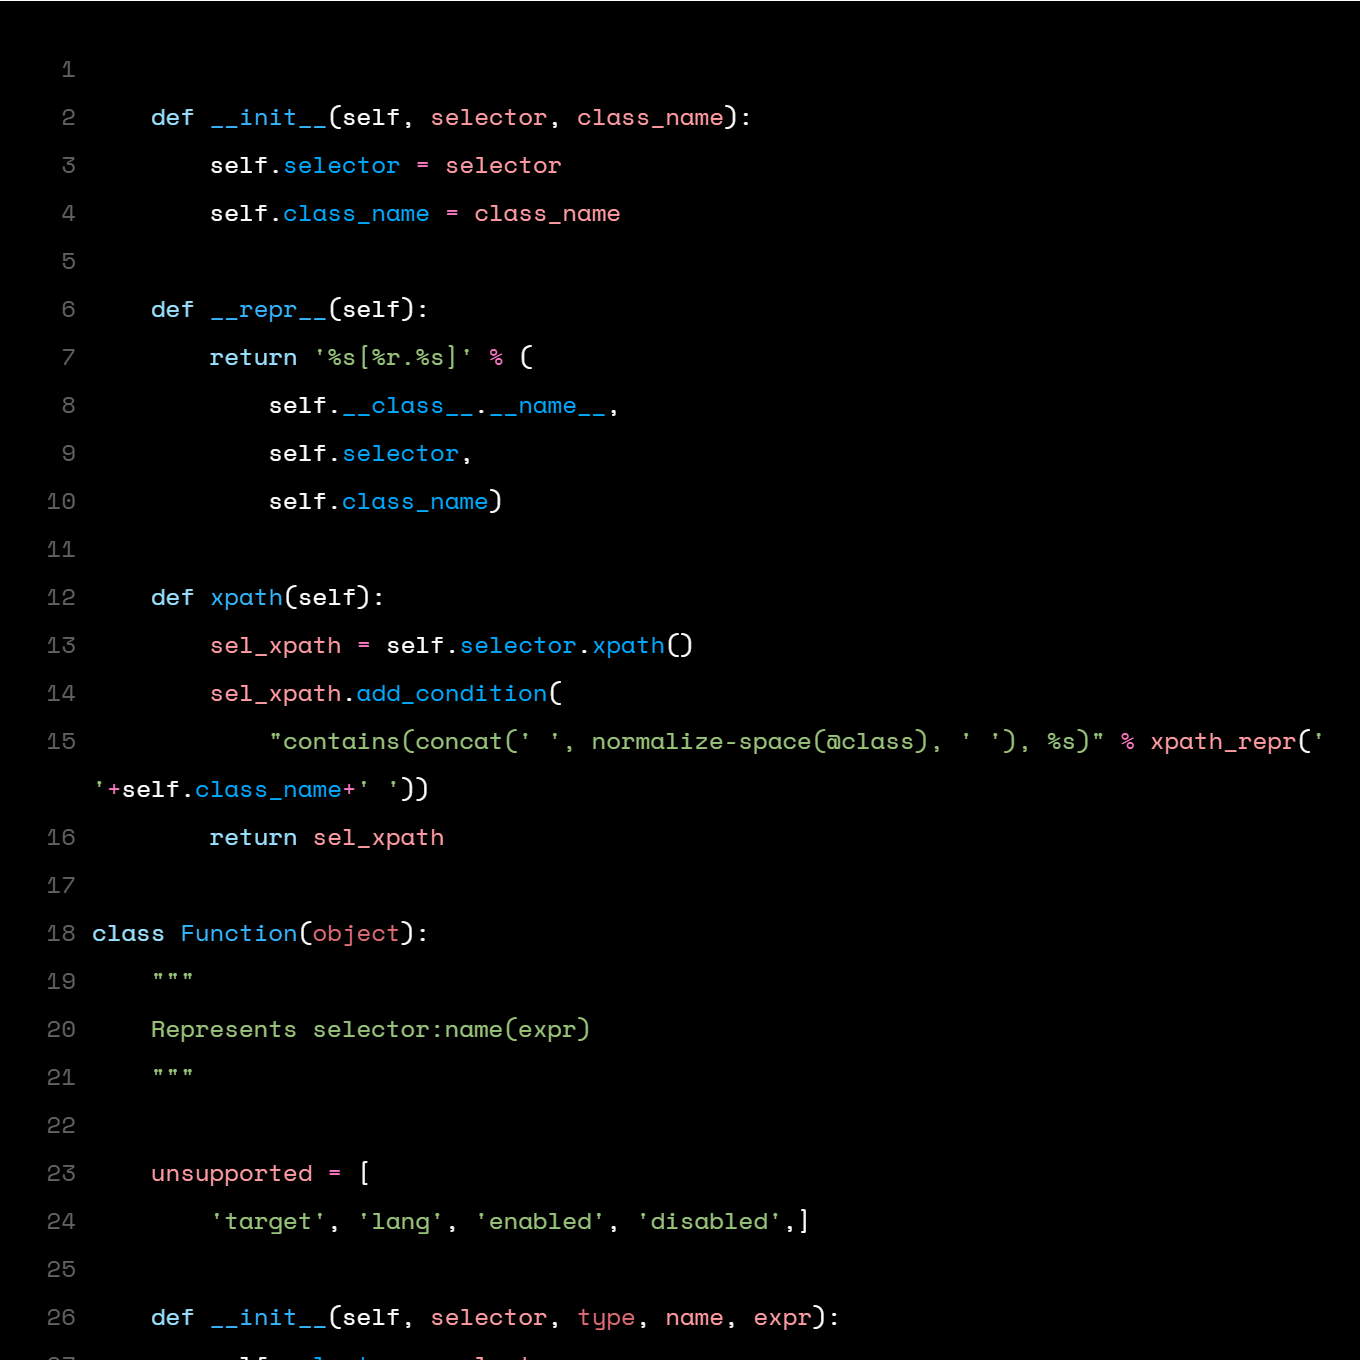 1
2     def __init__(self, selector, class_name):
3         self.selector = selector
4         self.class_name = class_name
5
6     def __repr__(self):
7         return '%s[%r.%s]' % (
8             self.__class__.__name__,
9             self.selector,
10             self.class_name)
11
12     def xpath(self):
13         sel_xpath = self.selector.xpath()
14         sel_xpath.add_condition(
15             "contains(concat(' ', normalize-space(@class), ' '), %s)" % xpath_repr('
'+self.class_name+' '))
16         return sel_xpath
17
18 class Function(object):
19     """
20     Represents selector:name(expr)
21     """
22
23     unsupported = [
24         'target', 'lang', 'enabled', 'disabled',]
25
26     def __init__(self, selector, type, name, expr):